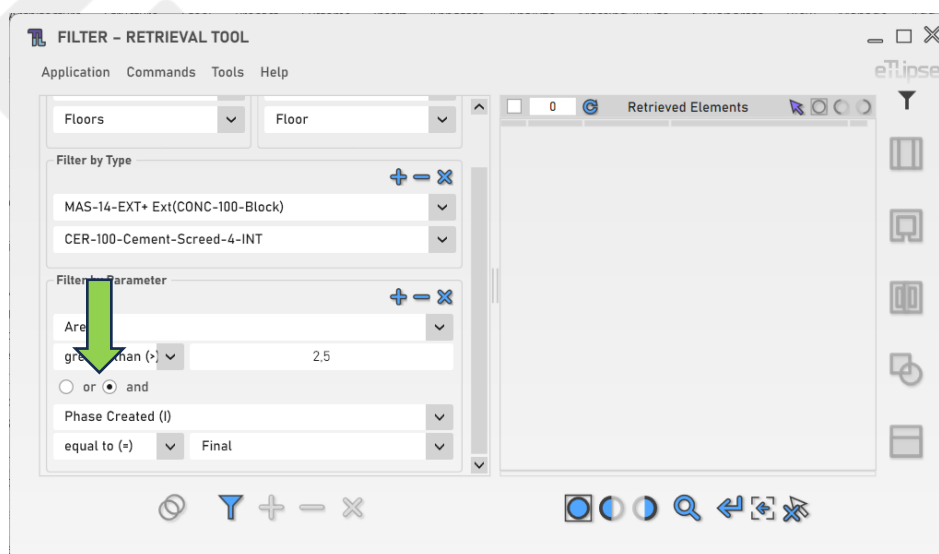 FILTER – RETRIEVAL TOOL
Application Commands Tools Help
eTLipse
Floors Floor
0 Retrieved Elements
Filter by Type
MAS-14-EXT+ Ext(CONC-100-Block)
CER-100-Cement-Screed-4-INT
Filter Parameter
2,5
or and
Phase Created (I)
equal to (=) Final